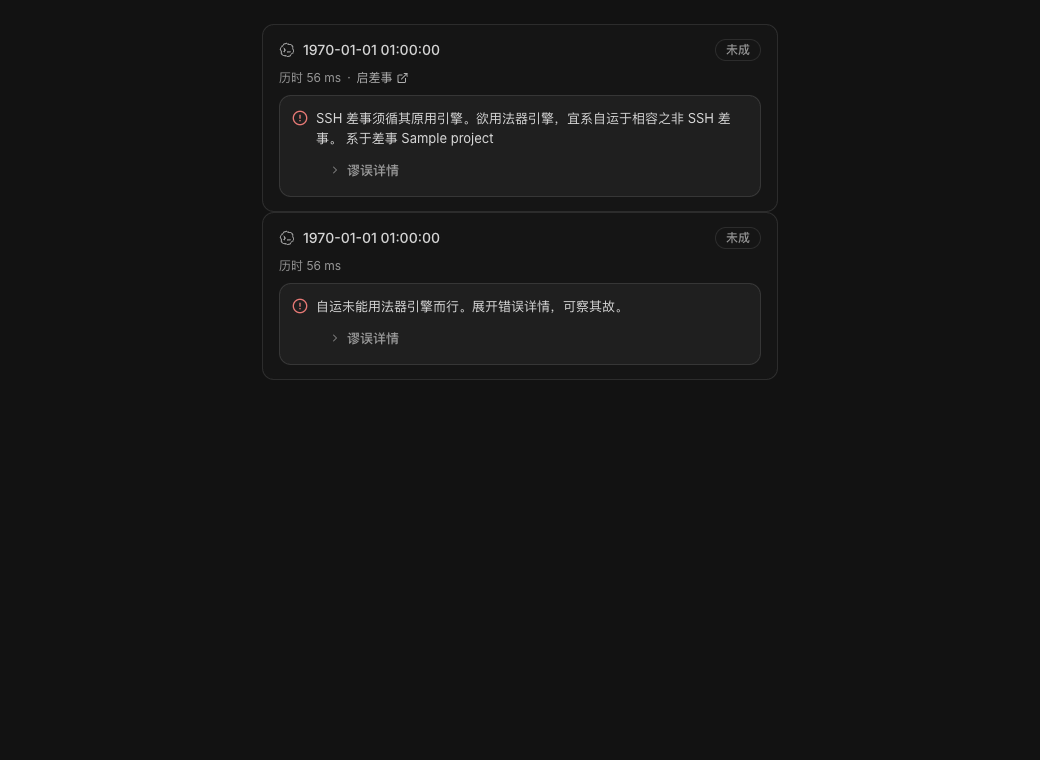 1970-01-01 01:00:00 未成
历时 56 ms · 启差事
SSH 差事须循其原用引擎。欲用法器引擎，宜系自运于相容之非 SSH 差
事。 系于差事 Sample project
谬误详情
1970-01-01 01:00:00 未成
历时 56 ms
自运未能用法器引擎而行。展开错误详情，可察其故。
谬误详情